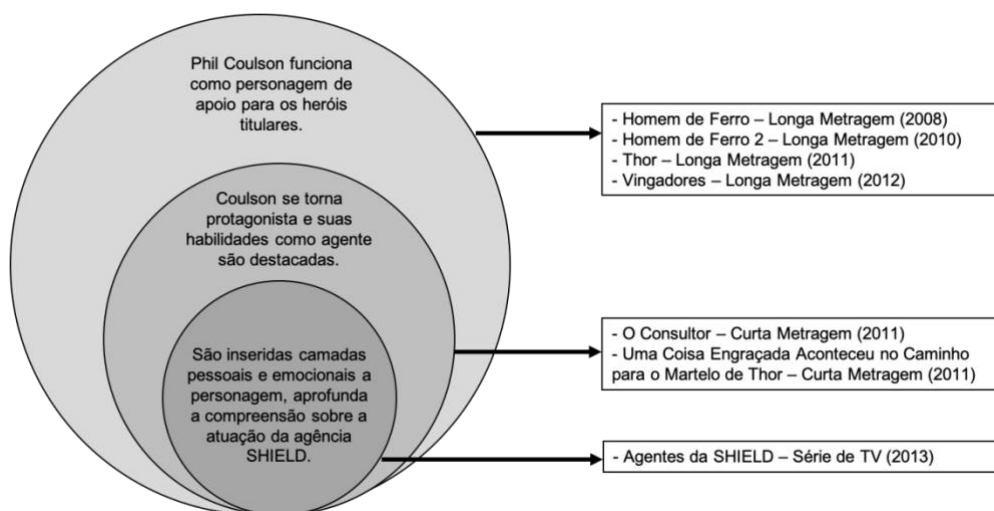 Phil Coulson funciona
como personagem de
apoio para os heróis
titulares.
- Homem de Ferro – Longa Metragem (2008)
- Homem de Ferro 2 – Longa Metragem (2010)
- Thor – Longa Metragem (2011)
- Vingadores – Longa Metragem (2012)
Coulson se torna
protagonista e suas
habilidades como agente
são destacadas.
- O Consultor – Curta Metragem (2011)
- Uma Coisa Engraçada Aconteceu no Caminho
para o Martelo de Thor – Curta Metragem (2011)
São inseridas camadas
pessoais e emocionais a
personagem, aprofunda
a compreensão sobre a
atuação da agência
SHIELD.
- Agentes da SHIELD – Série de TV (2013)